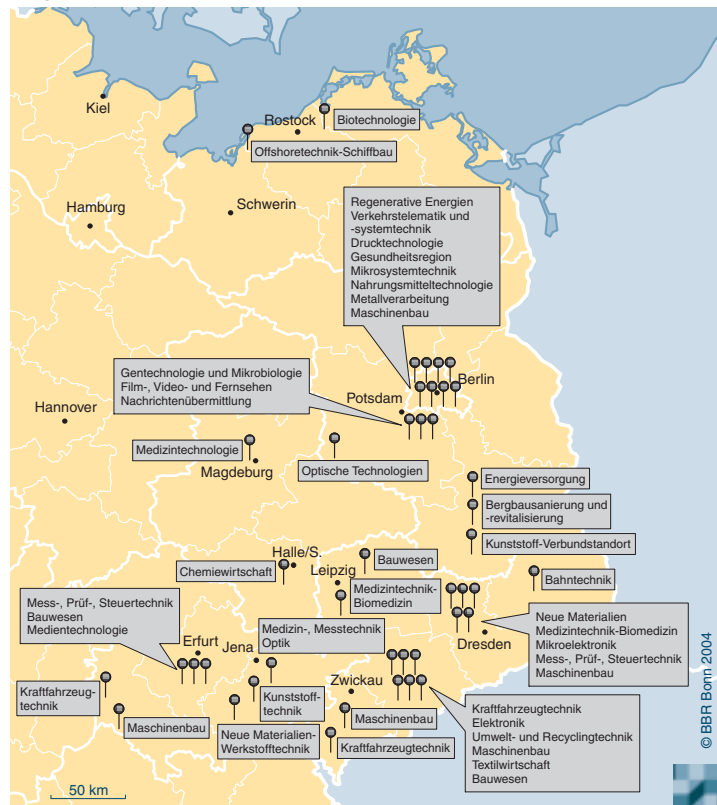 Kiel
Rostock
Biotechnologie
Offshoretechnik-Schiffbau
Hamburg
Schwerin
Regenerative Energien
Verkehrstelematik und
-systemtechnik
Drucktechnologie
Gesundheitsregion
Mikrosystemtechnik
Nahrungsmitteltechnologie
Metallverarbeitung
Maschinenbau
Gentechnologie und Mikrobiologie
Film-, Video- und Fernsehen
Nachrichtenübermittlung
Berlin
Potsdam
Hannover
Medizintechnologie
Magdeburg
Optische Technologien
Energieversorgung
Bergbausanierung und
-revitalisierung
Kunststoff-Verbundstandort
Halle/S.
Bauwesen
Chemiewirtschaft
Leipzig
Bahntechnik
Medizintechnik-
Biomedizin
Mess-, Prüf-, Steuertechnik
Bauwesen
Medientechnologie
Neue Materialien
Medizintechnik-Biomedizin
Mikroelektronik
Mess-, Prüf-, Steuertechnik
Maschinenbau
Medizin-, Messtechnik
Optik
Erfurt
Jena
Dresden
Kraftfahrzeug-
technik
Kunststoff-
technik
Zwickau
Maschinenbau
Maschinenbau
Neue Materialien-
Werkstofftechnik
Kraftfahrzeugtechnik
Kraftfahrzeugtechnik
Elektronik
Umwelt- und Recyclingtechnik
Maschinenbau
Textilwirtschaft
Bauwesen
50 km
© BBR Bonn 2004